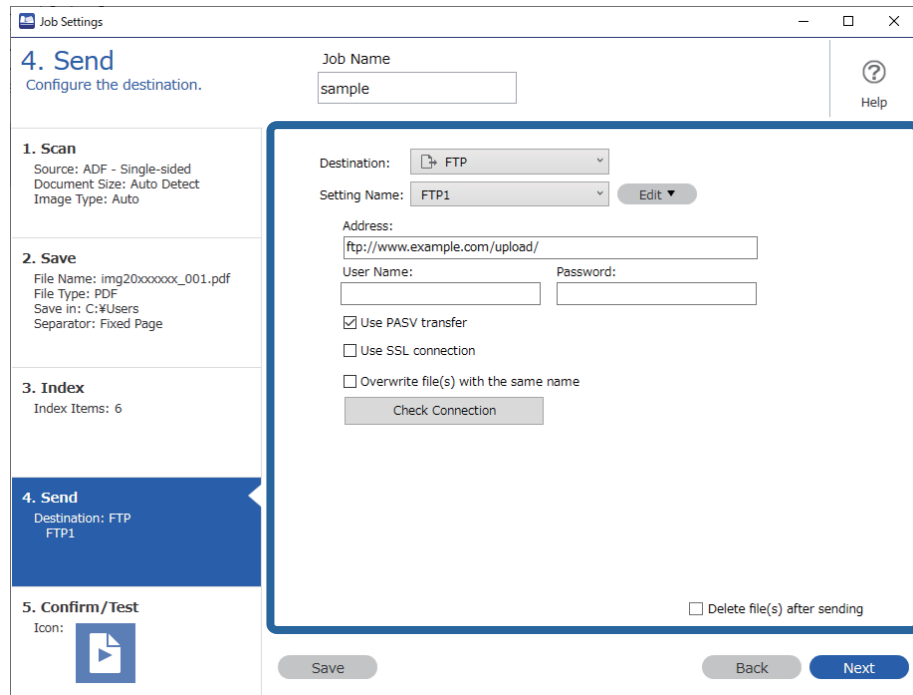 Job Settings
4. Send
Configure the destination.
Job Name
sample
Help
1. Scan
Source: ADF - Single-sided
Document Size: Auto Detect
Image Type: Auto
2. Save
File Name: img20xxxxxx_001.pdf
File Type: PDF
Save in: C:¥Users
Separator: Fixed Page
3. Index
Index Items: 6
4. Send
Destination: FTP
FTP1
5. Confirm/Test
Icon:
Destination: FTP
Setting Name: FTP1 Edit ▼
Address:
ftp://www.example.com/upload/
User Name: Password:
Use PASV transfer
Use SSL connection
Overwrite file(s) with the same name
Check Connection
Delete file(s) after sending
Save Back Next